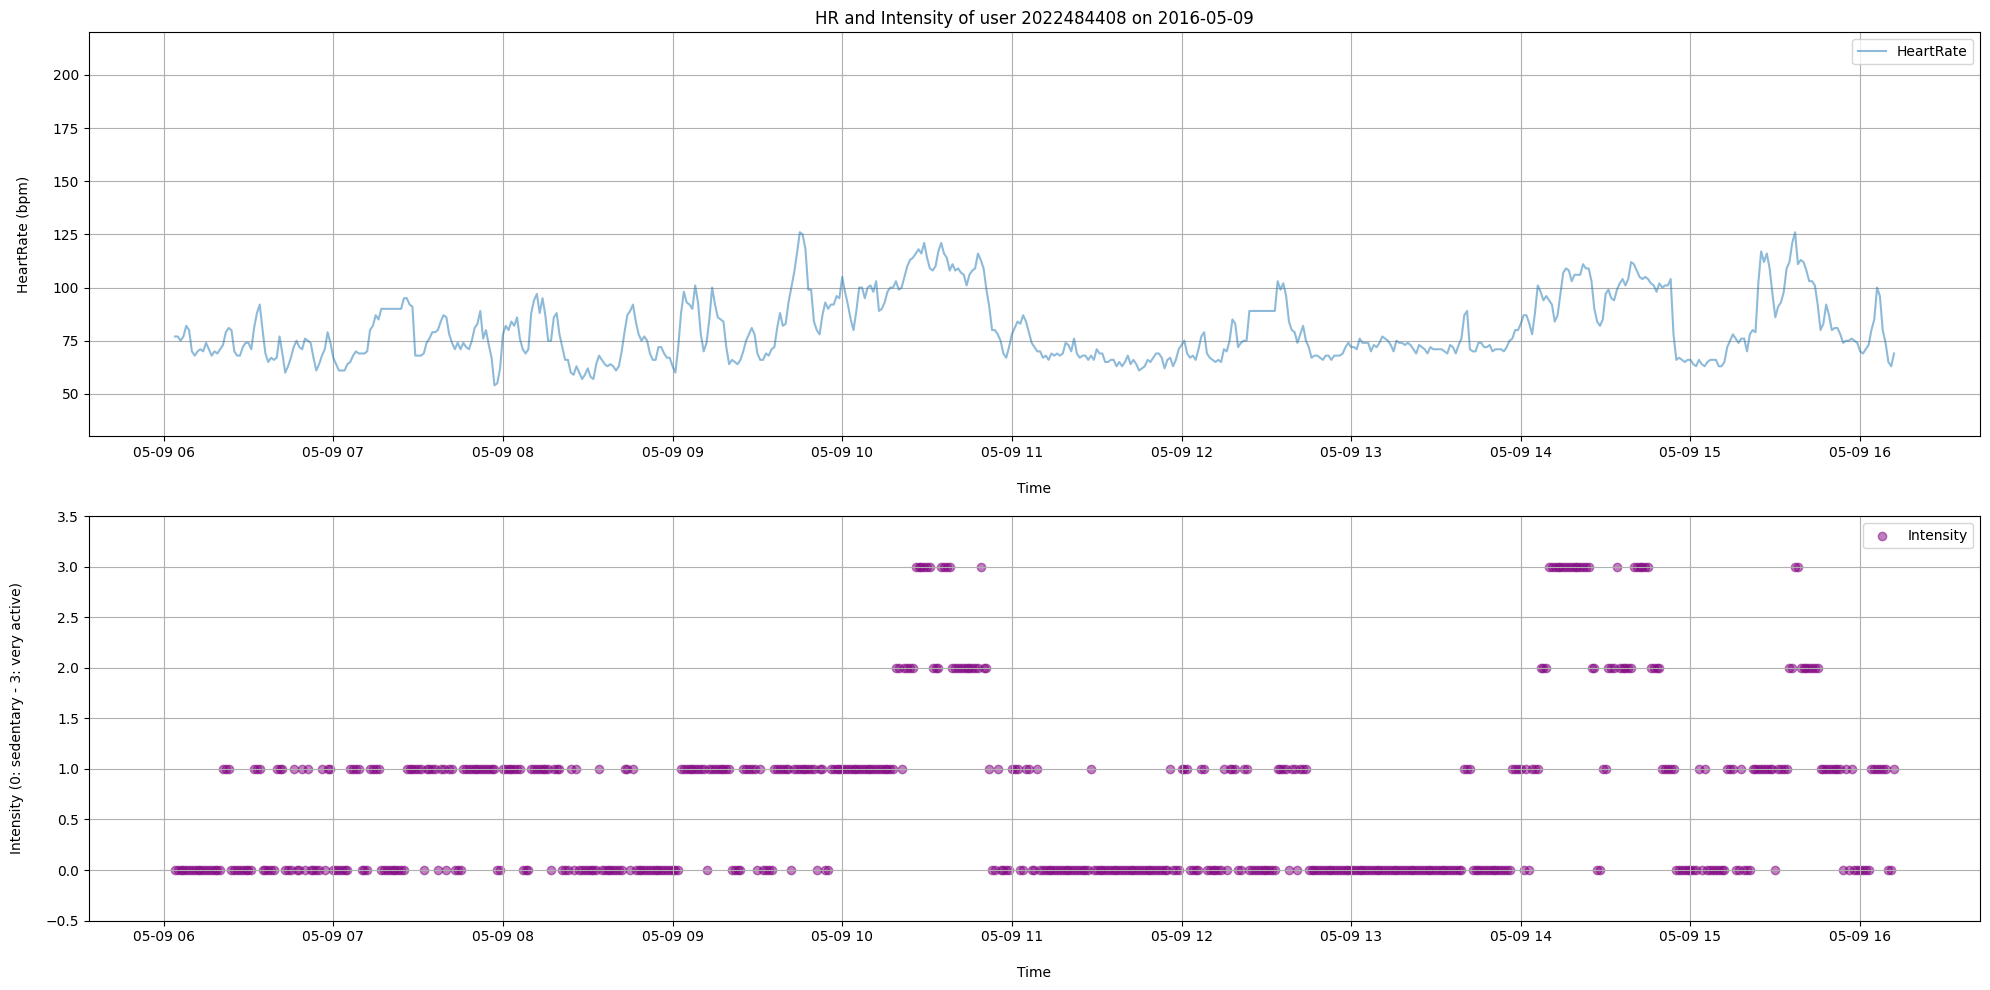 HR and Intensity of user 2022484408 on 2016-05-09
HeartRate
200
175
150
125
100
75
50
HeartRate (bpm)
05-09 06 05-09 07 05-09 08 05-09 09 05-09 10 05-09 11 05-09 12 05-09 13 05-09 14 05-09 15 05-09 16
Time
Intensity
3.5
3.0
2.5
2.0
1.5
1.0
0.5
0.0
−0.5
Intensity (0: sedentary - 3: very active)
05-09 06 05-09 07 05-09 08 05-09 09 05-09 10 05-09 11 05-09 12 05-09 13 05-09 14 05-09 15 05-09 16
Time